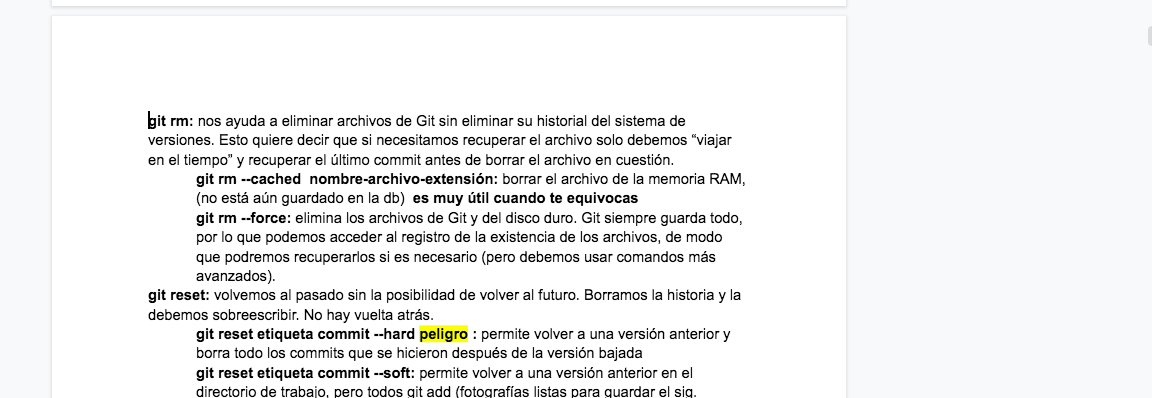 git rm: nos ayuda a eliminar archivos de Git sin eliminar su historial del sistema de
versiones. Esto quiere decir que si necesitamos recuperar el archivo solo debemos “viajar
en el tiempo” y recuperar el último commit antes de borrar el archivo en cuestión.
git rm --cached  nombre-archivo-extensión: borrar el archivo de la memoria RAM,
(no está aún guardado en la db)  es muy útil cuando te equivocas
git rm --force: elimina los archivos de Git y del disco duro. Git siempre guarda todo,
por lo que podemos acceder al registro de la existencia de los archivos, de modo
que podremos recuperarlos si es necesario (pero debemos usar comandos más
avanzados).
git reset: volvemos al pasado sin la posibilidad de volver al futuro. Borramos la historia y la
debemos sobreescribir. No hay vuelta atrás.
git reset etiqueta commit --hard peligro : permite volver a una versión anterior y
borra todo los commits que se hicieron después de la versión bajada
git reset etiqueta commit --soft: permite volver a una versión anterior en el
directorio de trabajo, pero todos git add (fotografías listas para guardar el sig.